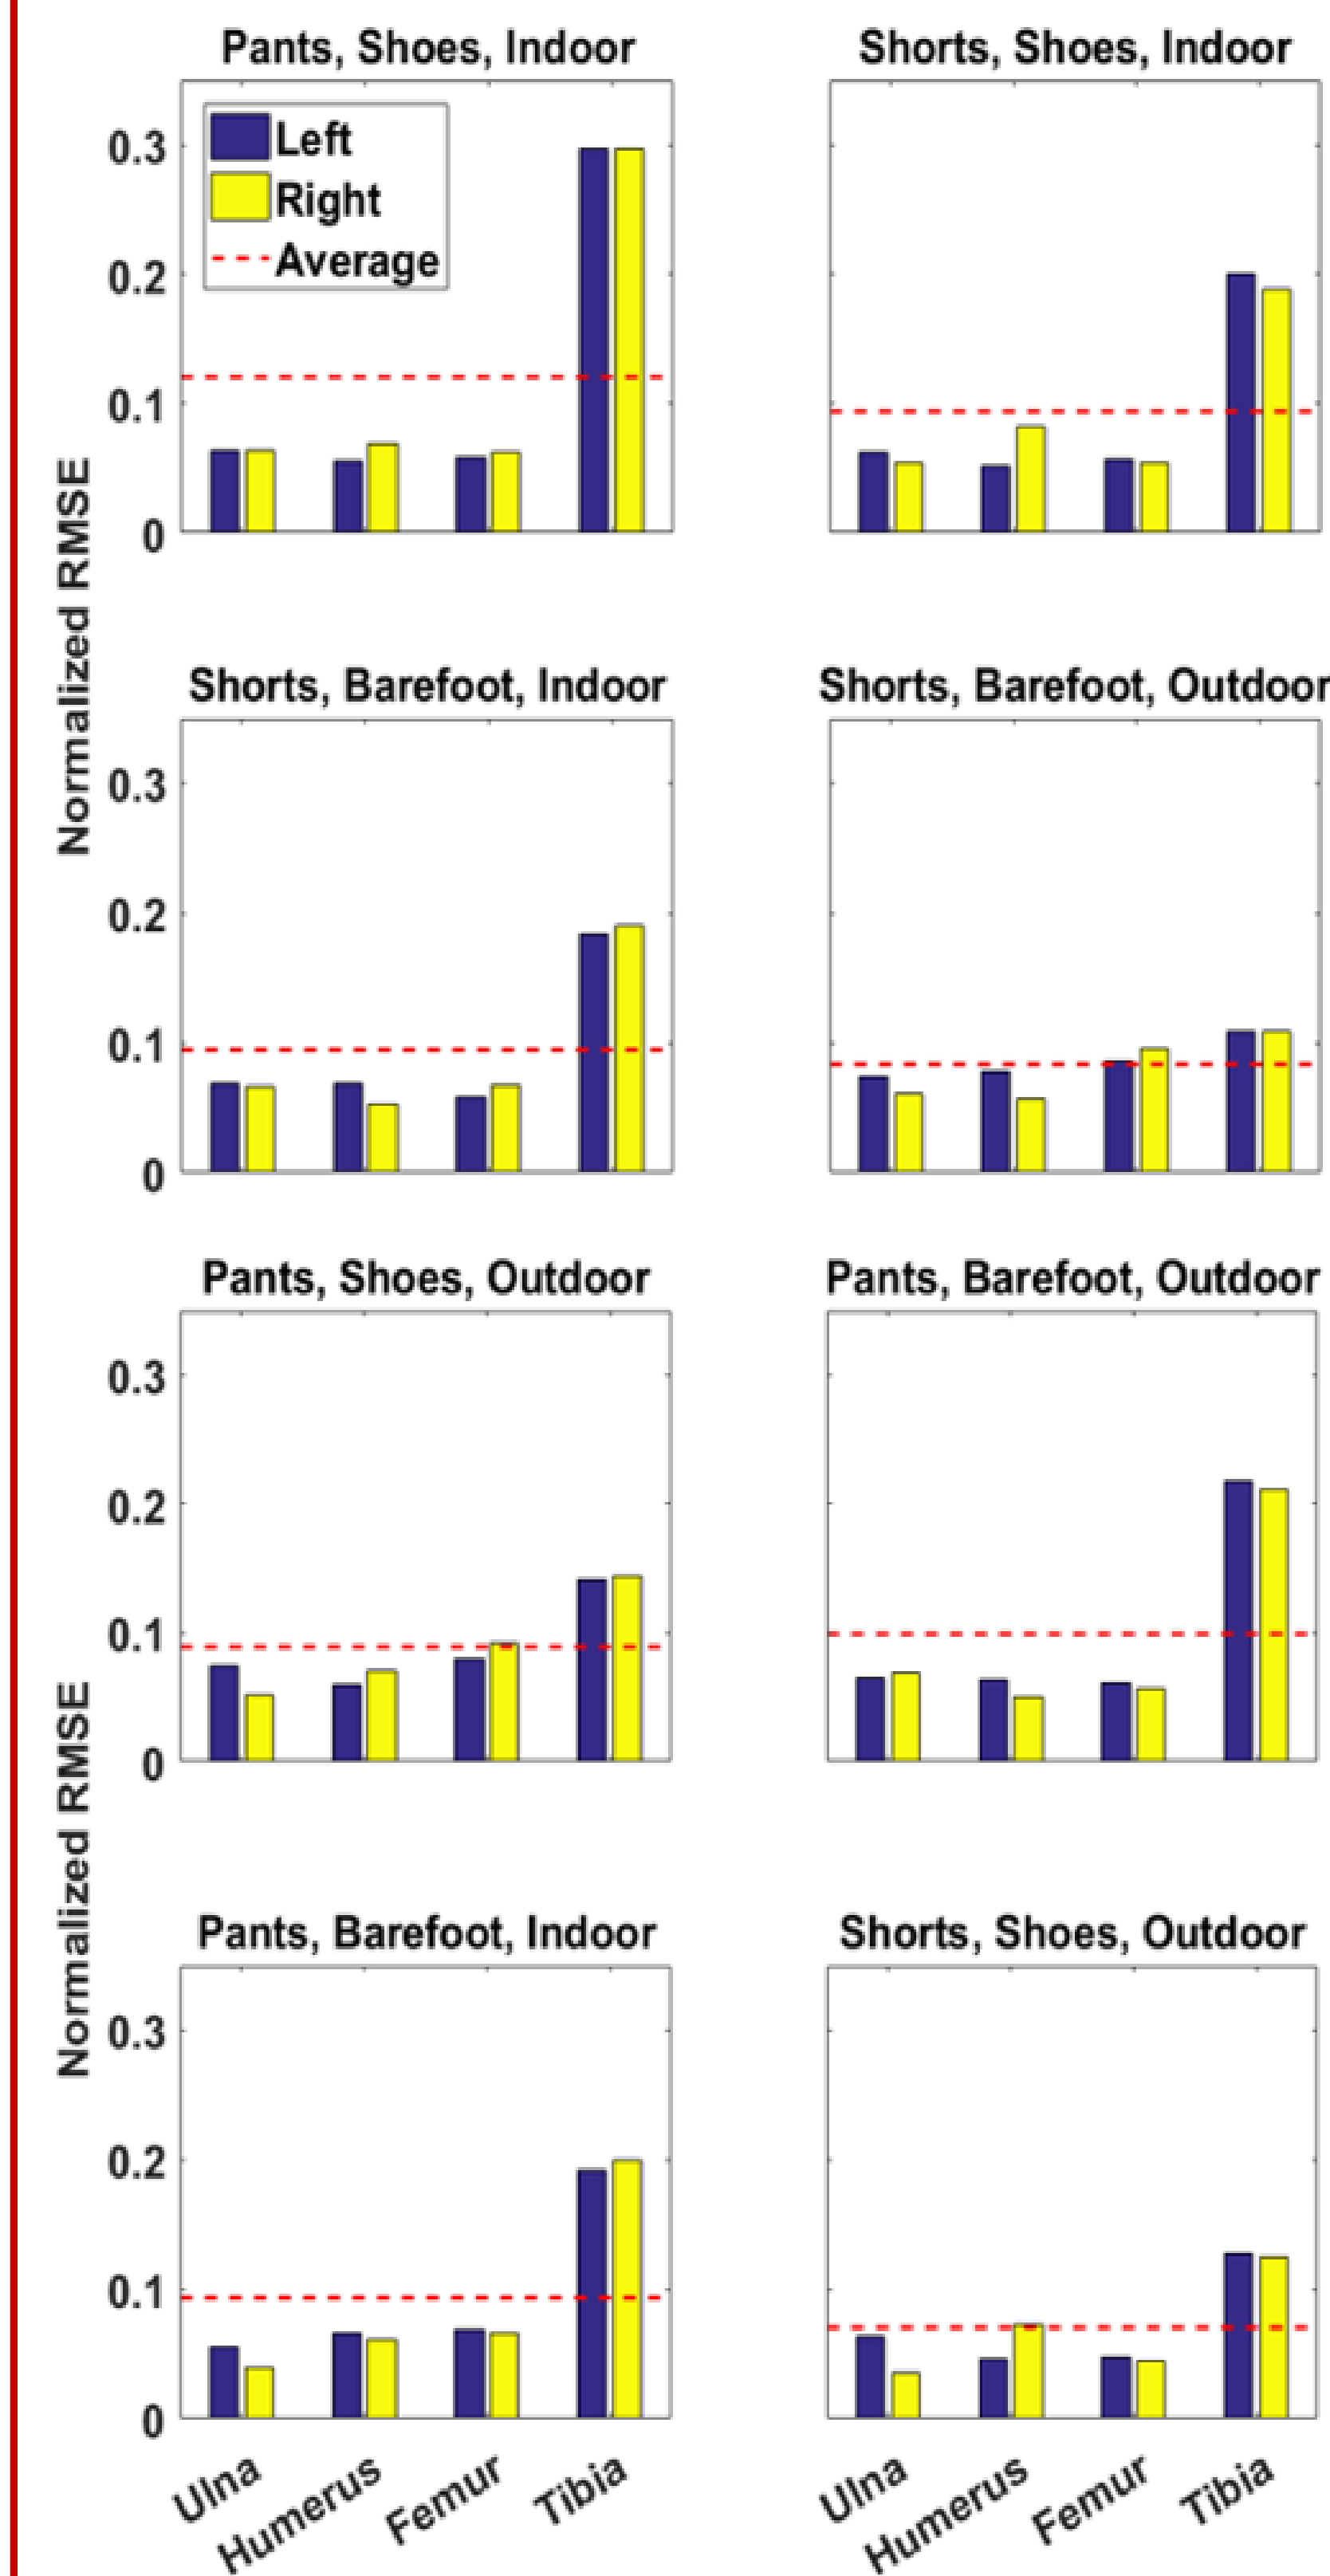 Pants, Shoes, Indoor
Shorts, Shoes, Indoor
Left
Right
Average
0.3
0.2
0.1
0
Normalized RMSE
Shorts, Barefoot, Indoor
Shorts, Barefoot, Outdoor
0.3
0.2
0.1
0
Pants, Shoes, Outdoor
Pants, Barefoot, Outdoor
0.3
0.2
0.1
0
Normalized RMSE
Pants, Barefoot, Indoor
Shorts, Shoes, Outdoor
0.3
0.2
0.1
0
Ulna
Humerus
Femur
Tibia
Ulna
Humerus
Femur
Tibia